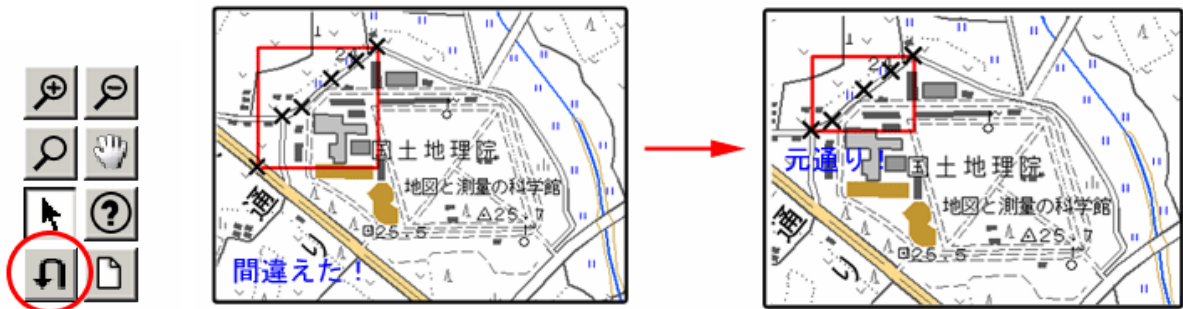 24
国土地理院
地図と測量の科学館
25.7
25.5
通り
間違えた！
24
元通り！
国土地理院
地図と測量の科学館
25.7
25.5
通り